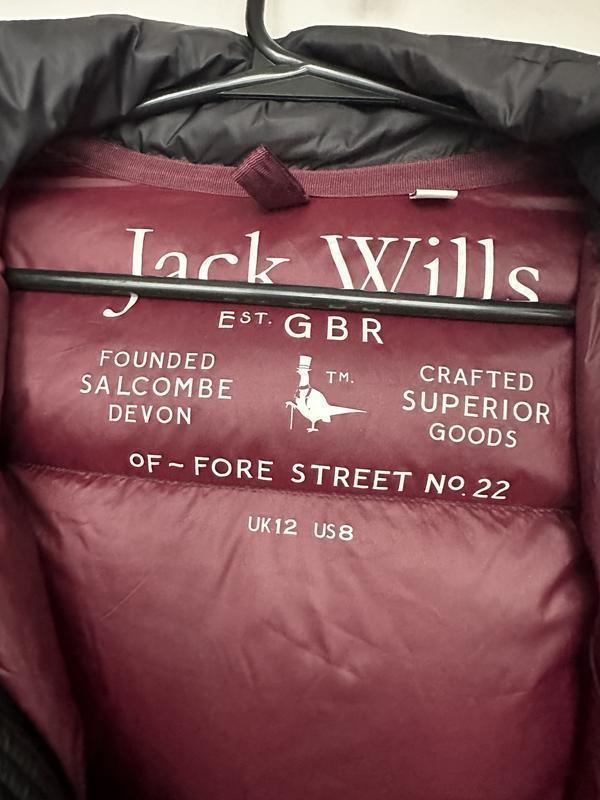 Jack Wills
EST. GBR
FOUNDED
SALCOMBE
DEVON
TM.
CRAFTED
SUPERIOR
GOODS
OF~FORE STREET No.22
UK12 US8